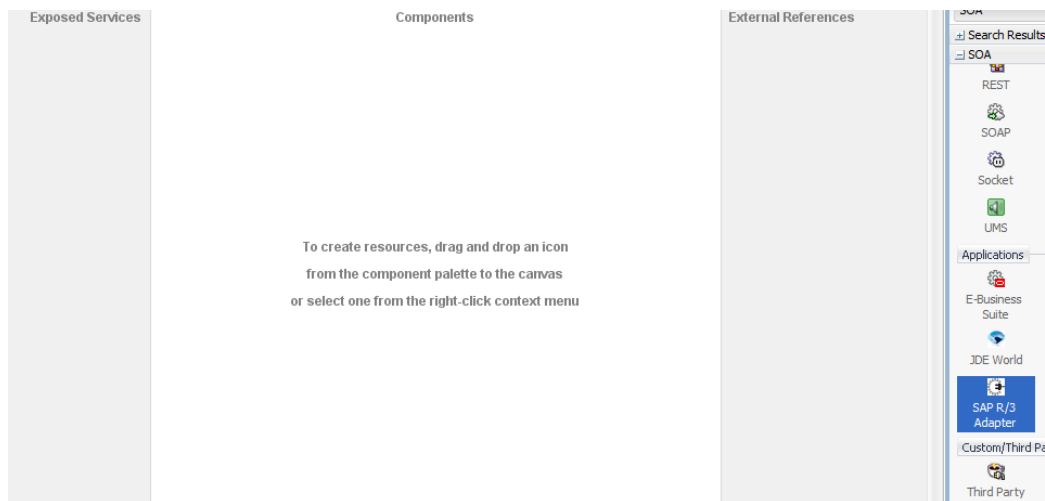 Exposed Services
Components
External References
To create resources, drag and drop an icon
from the component palette to the canvas
or select one from the right-click context menu
SOA
Search Results
SOA
REST
SOAP
Socket
UMS
Applications
E-Business
Suite
JDE World
SAP R/3
Adapter
Custom/Third Pa
Third Party